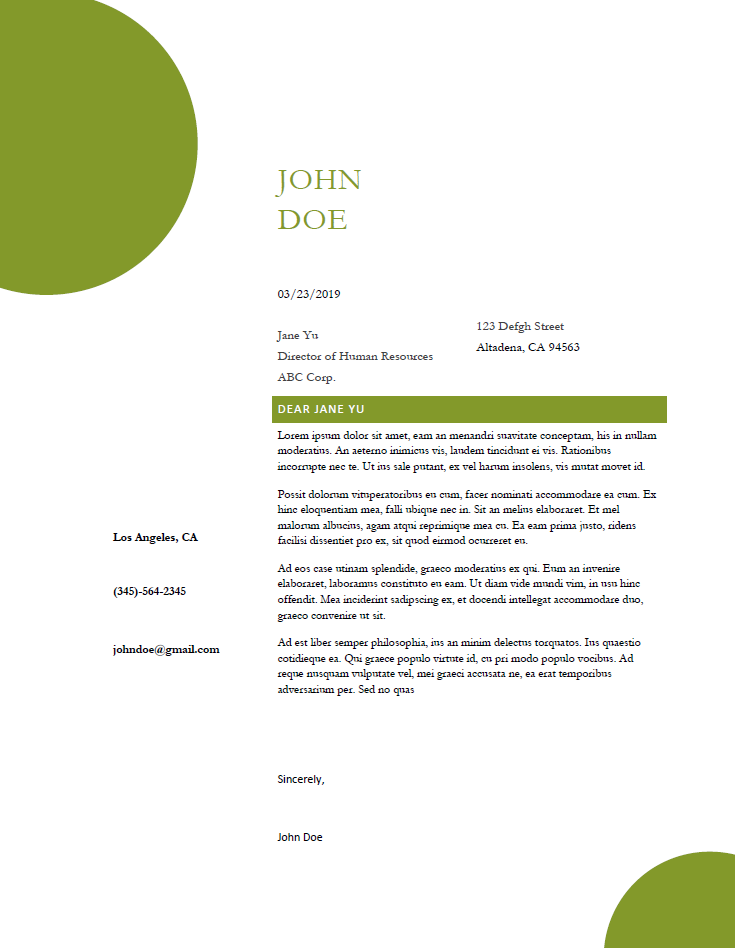 JOHN
DOE
03/23/2019
Jane Yu
Director of Human Resources
ABC Corp.
123 Defgh Street
Altadena, CA 94563
DEAR JANE YU
Lorem ipsum dolor sit amet, eam an menandri suavitate conceptam, his in nullam
moderatius. An aeterno inimicus vis, laudem tincidunt ei vis. Rationibus
incorrupte nec te. Ut ius sale putant, ex vel harum insolens, vis mutat movet id.
Possit dolorum vituperatoribus eu cum, facer nominati accommodare ea cum. Ex
hinc eloquentiam mea, falli ubique nec in. Sit an melius elaboraret. Et mel
malorum albucius, agam atqui reprimique mea cu. Ea eam prima justo, ridens
facilisi dissentiet pro ex, sit quod eirmod ocurreret eu.
Ad eos case utinam splendide, graeco moderatius ex qui. Eum an invenire
elaboraret, laboramus constituto eu eam. Ut diam vide mundi vim, in usu hinc
offendit. Mea inciderint sadipscing ex, et docendi intellegat accommodare duo,
graeco convenire ut sit.
Ad est liber semper philosophia, ius an minim delectus torquatos. Ius quaestio
cotidieque ea. Qui graece populo virtute id, cu pri modo populo vocibus. Ad
reque nusquam vulputate vel, mei graeci accusata ne, ea erat temporibus
adversarium per. Sed no quas
Los Angeles, CA
(345)-564-2345
johndoe@gmail.com
Sincerely,
John Doe